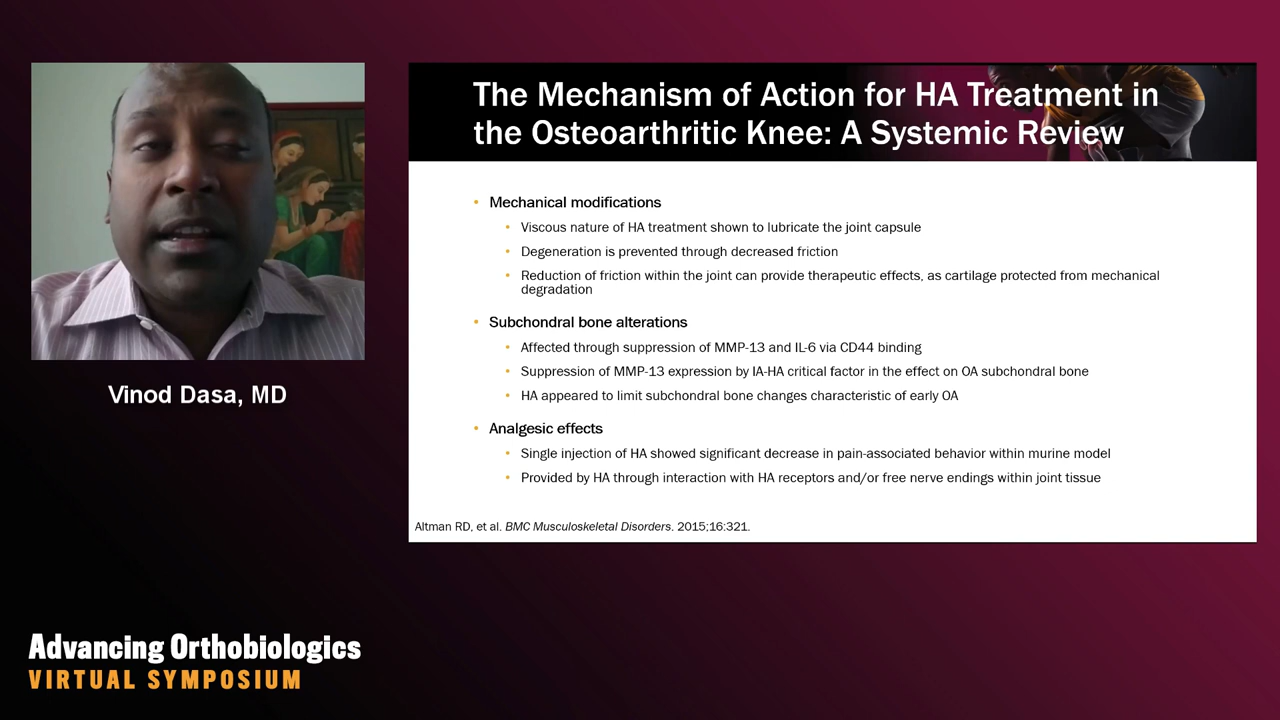 The Mechanism of Action for HA Treatment in
the Osteoarthritic Knee: A Systemic Review
• Mechanical modifications
• Viscous nature of HA treatment shown to lubricate the joint capsule
• Degeneration is prevented through decreased friction
• Reduction of friction within the joint can provide therapeutic effects, as cartilage protected from mechanical
degradation
• Subchondral bone alterations
• Affected through suppression of MMP-13 and IL-6 via CD44 binding
• Suppression of MMP-13 expression by IA-HA critical factor in the effect on OA subchondral bone
• HA appeared to limit subchondral bone changes characteristic of early OA
• Analgesic effects
• Single injection of HA showed significant decrease in pain-associated behavior within murine model
• Provided by HA through interaction with HA receptors and/or free nerve endings within joint tissue
Altman RD, et al. BMC Musculoskeletal Disorders. 2015;16:321.
Vinod Dasa, MD
Advancing Orthobiologics
VIRTUAL SYMPOSIUM